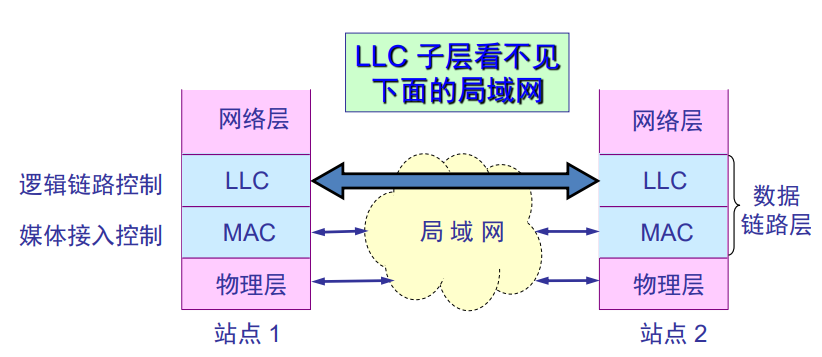 LLC 子层看不见
下面的局域网
网络层
网络层
逻辑链路控制
LLC
LLC
数据
链路层
媒体接入控制
MAC
局 域 网
MAC
物理层
物理层
站点 1
站点 2